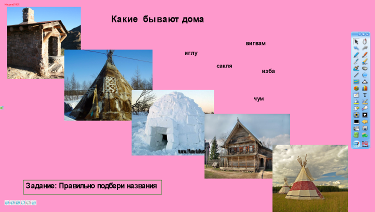 Какие бывают дома
вигвам
иглу
сакля
изба
чум
Задание: Правильно подбери названия